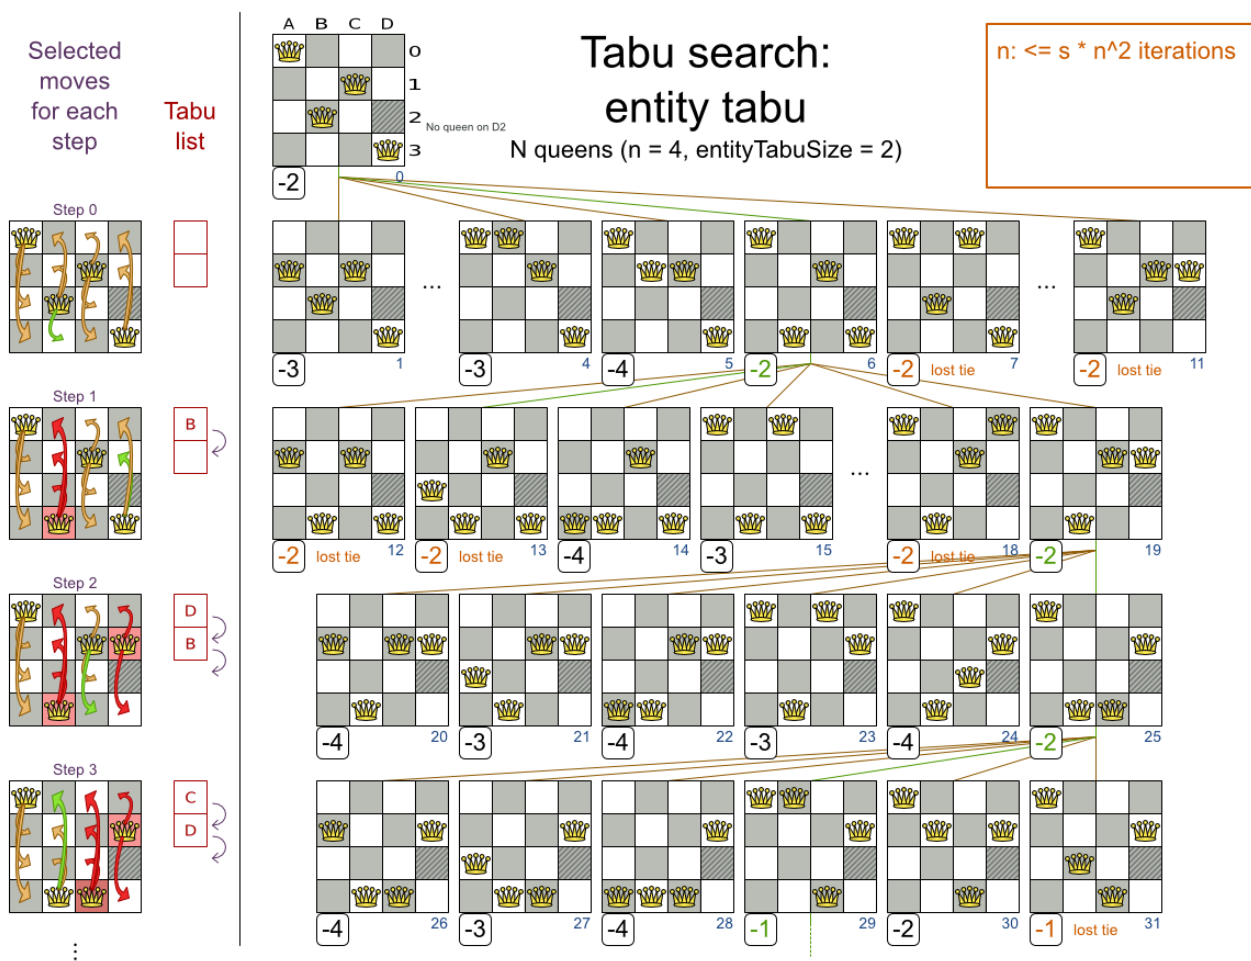 Selected
moves
for each
step
Tabu
list
A B C D
0
1
2
3
No queen on D2
-2
0
Tabu search:
entity tabu
N queens (n = 4, entityTabuSize = 2)
n: <= s * n^2 iterations
Step 0
-3
1
...
-3
4
-4
5
-2
6
-2
lost tie
7
...
-2
lost tie
11
Step 1
B
-2
lost tie
12
-2
lost tie
13
-4
14
-3
15
...
-2
lost tie
18
-2
19
Step 2
D
B
-4
20
-3
21
-4
22
-3
23
-4
24
-2
25
Step 3
C
D
-4
26
-3
27
-4
28
-1
29
-2
30
-1
lost tie
31
...